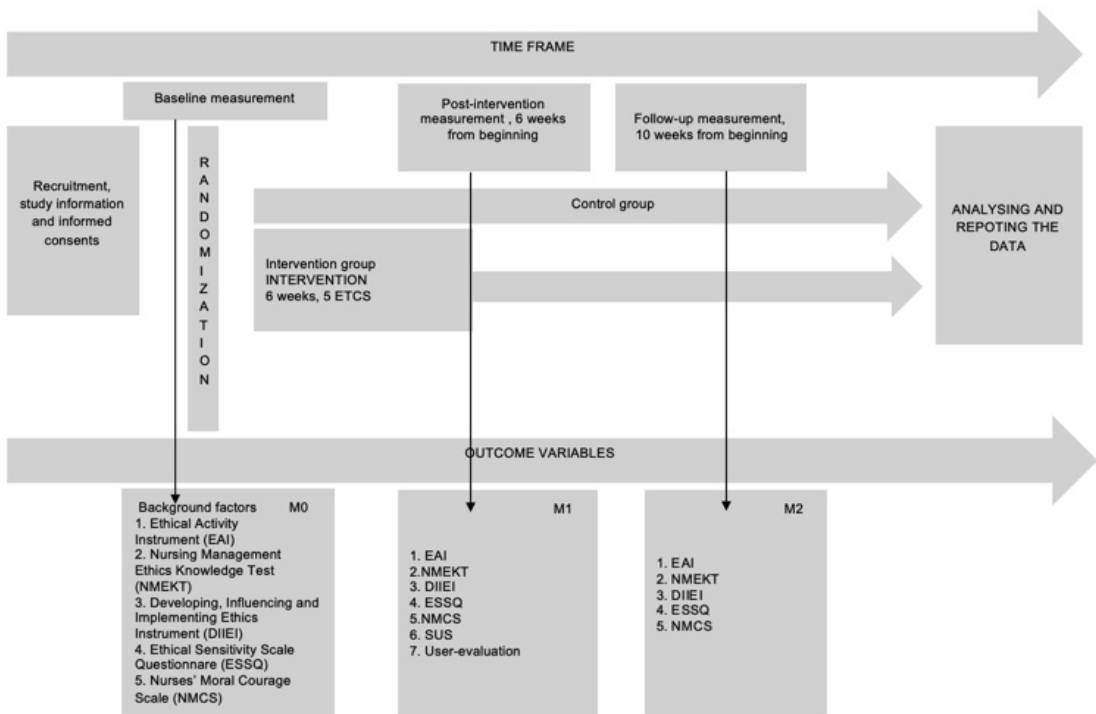 TIME FRAME
Baseline measurement
Post-intervention
measurement , 6 weeks
from beginning
Follow-up measurement,
10 weeks from beginning
Recruitment,
study information
and informed
consents
R
A
N
D
O
M
I
Z
A
T
I
O
N
Control group
Intervention group
INTERVENTION
6 weeks, 5 ETCS
ANALYSING AND
REPOTING THE
DATA
OUTCOME VARIABLES
Background factors M0
1. Ethical Activity
Instrument (EAI)
2. Nursing Management
Ethics Knowledge Test
(NMEKT)
3. Developing, Influencing and
Implementing Ethics
Instrument (DIIEI)
4. Ethical Sensitivity Scale
Questionnare (ESSQ)
5. Nurses' Moral Courage
Scale (NMCS)
M1
1. EAI
2.NMEKT
3. DIIEI
4. ESSQ
5.NMCS
6. SUS
7. User-evaluation
M2
1. EAI
2. NMEKT
3. DIIEI
4. ESSQ
5. NMCS